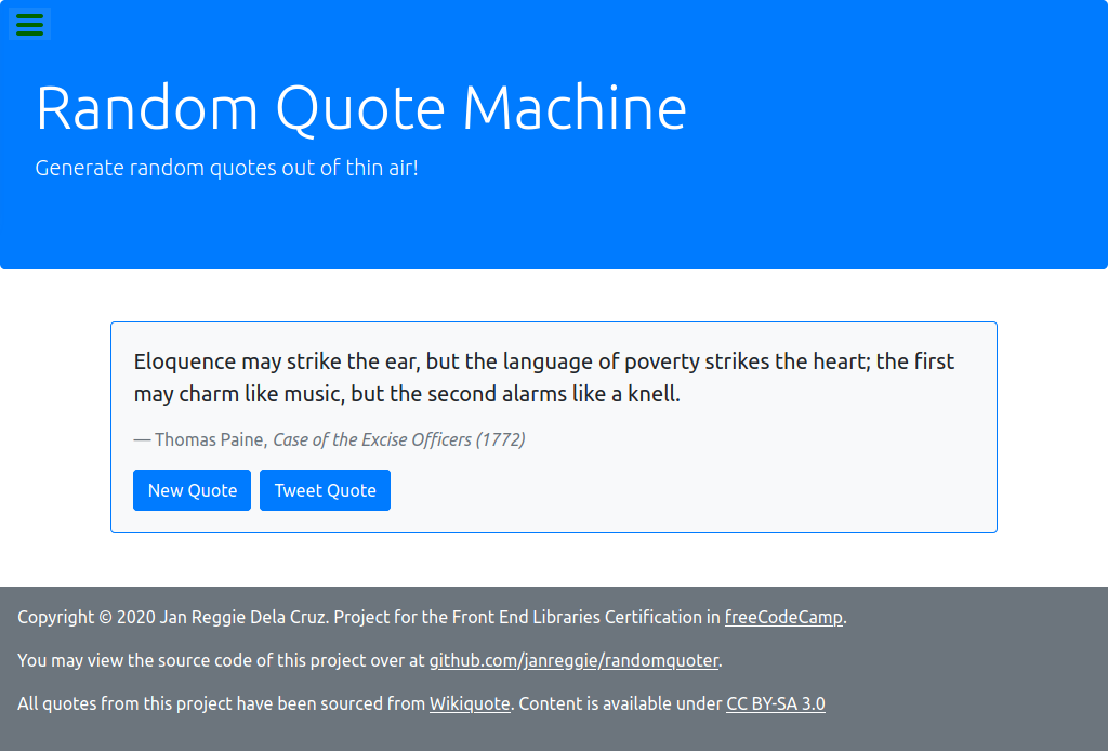 Random Quote Machine
Generate random quotes out of thin air!
Eloquence may strike the ear, but the language of poverty strikes the heart; the first
may charm like music, but the second alarms like a knell.
— Thomas Paine, Case of the Excise Officers (1772)
New Quote Tweet Quote
Copyright © 2020 Jan Reggie Dela Cruz. Project for the Front End Libraries Certification in freeCodeCamp.
You may view the source code of this project over at github.com/janreggie/randomquoter.
All quotes from this project have been sourced from Wikiquote. Content is available under CC BY-SA 3.0